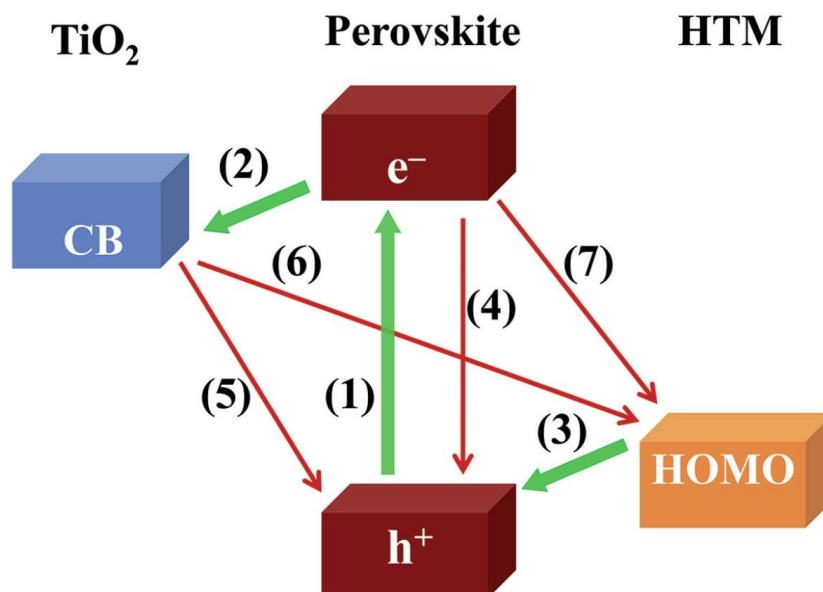 TiO₂
Perovskite
HTM
e⁻
(2)
CB
(6)
(7)
(4)
(5)
(1)
(3)
HOMO
h⁺